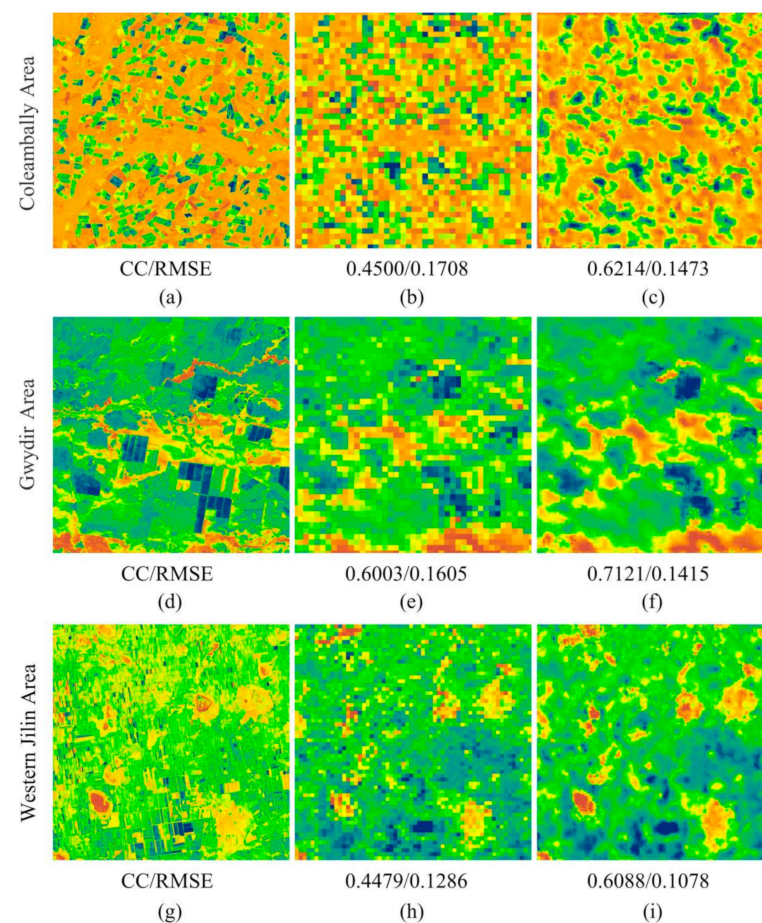 Coleambally Area
CC/RMSE 0.4500/0.1708 0.6214/0.1473
(a) (b) (c)
Gwydir Area
CC/RMSE 0.6003/0.1605 0.7121/0.1415
(d) (e) (f)
Western Jilin Area
CC/RMSE 0.4479/0.1286 0.6088/0.1078
(g) (h) (i)